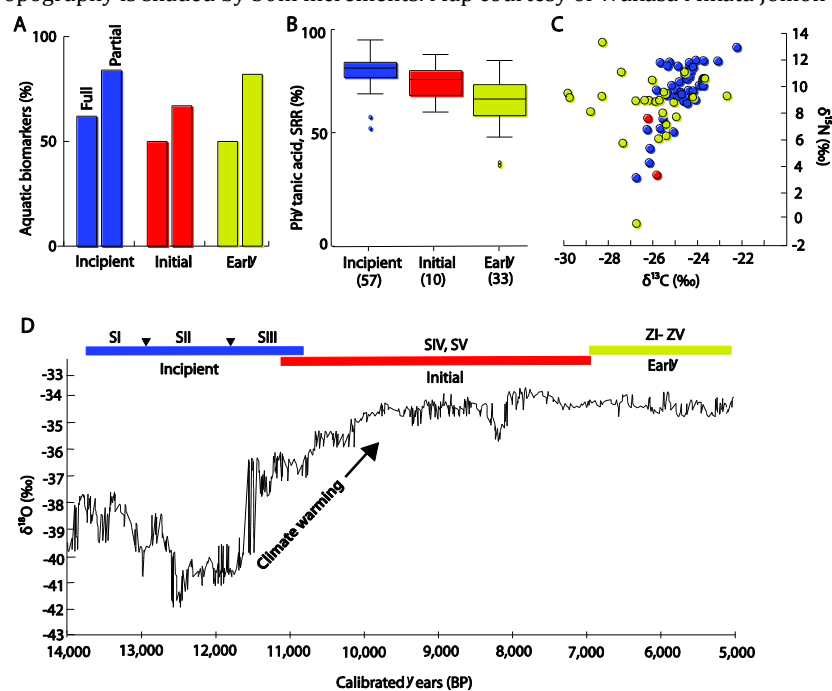 opography is shaded by 50m increments. Map courtesy of Wakasa Mikata Jomon
A
100
50
0
Aquatic biomarkers (%)
Full
Partial
Incipient
Initial
Early
B
100
50
0
Phytanic acid, SRR (%)
Incipient
(57)
Initial
(10)
Early
(33)
C
14
12
10
8
6
4
2
0
-2
δ¹⁵N (‰)
-30
-28
-26
-24
-22
δ¹³C (‰)
D
SI
SII
SIII
SIV, SV
ZI- ZV
Incipient
Initial
Early
-33
-34
-35
-36
-37
-38
-39
-40
-41
-42
-43
δ¹⁸O (‰)
Climate warming
14,000
13,000
12,000
11,000
10,000
9,000
8,000
7,000
6,000
5,000
Calibrated years (BP)